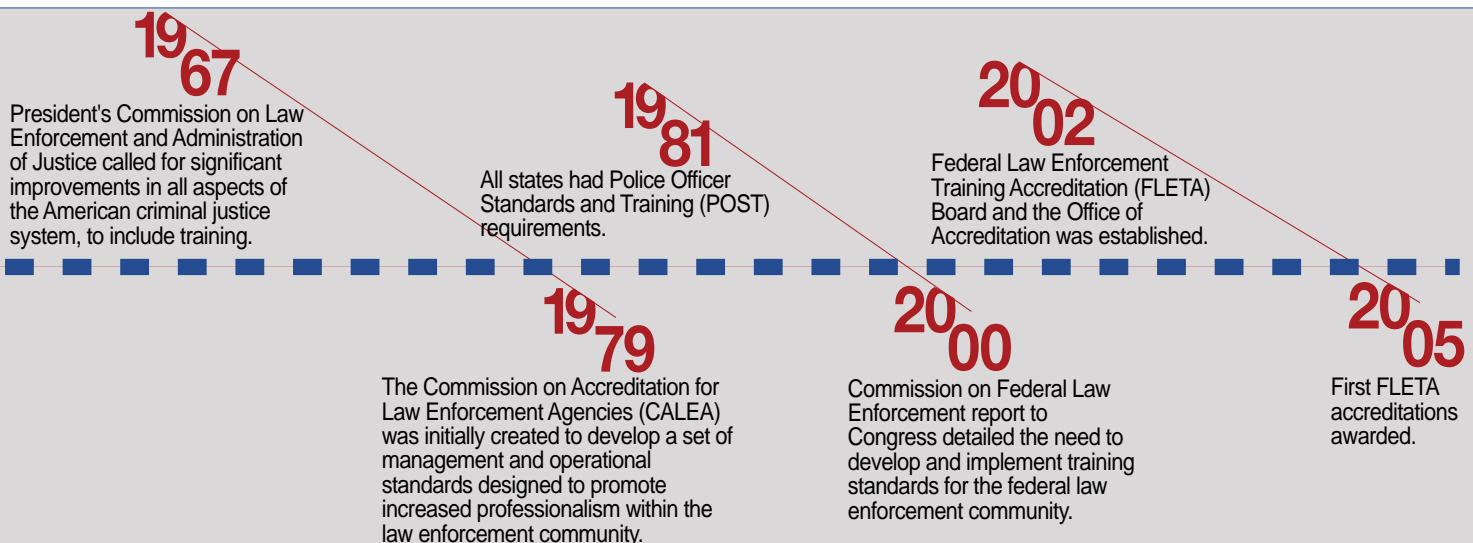 1967
President's Commission on Law
Enforcement and Administration
of Justice called for significant
improvements in all aspects of
the American criminal justice
system, to include training.
1979
The Commission on Accreditation for
Law Enforcement Agencies (CALEA)
was initially created to develop a set of
management and operational
standards designed to promote
increased professionalism within the
law enforcement community.
1981
All states had Police Officer
Standards and Training (POST)
requirements.
2000
Commission on Federal Law
Enforcement report to
Congress detailed the need to
develop and implement training
standards for the federal law
enforcement community.
2002
Federal Law Enforcement
Training Accreditation (FLETA)
Board and the Office of
Accreditation was established.
2005
First FLETA
accreditations
awarded.